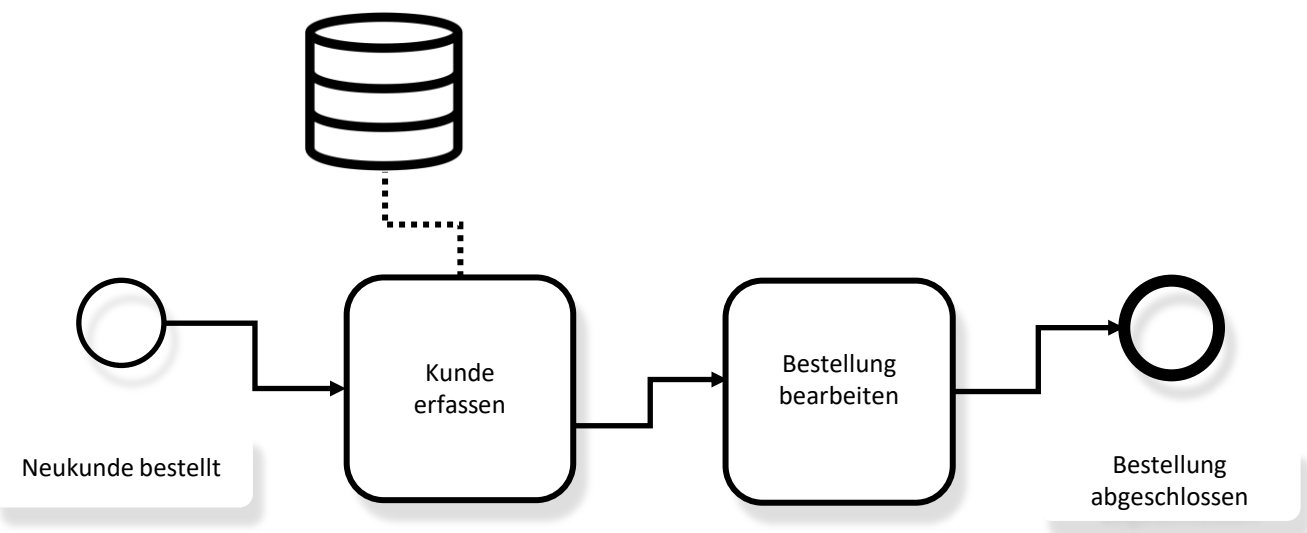 Neukunde bestellt
Kunde
erfassen
Bestellung
bearbeiten
Bestellung
abgeschlossen